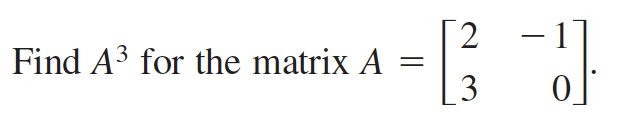 Find A³ for the matrix A = [2 −1
3 0].